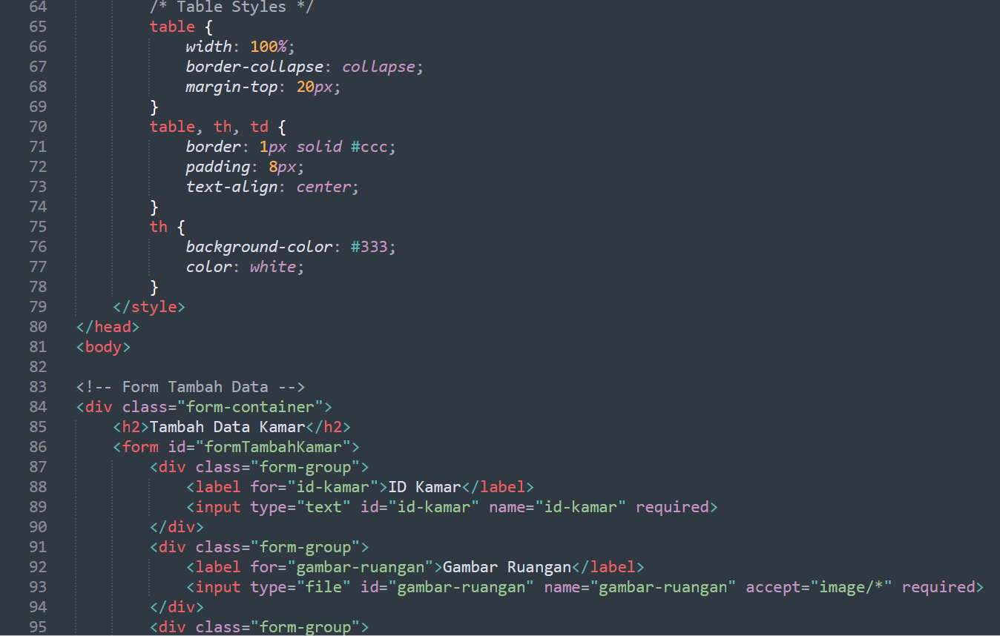 64 /* Table Styles */
65 table {
66 width: 100%;
67 border-collapse: collapse;
68 margin-top: 20px;
69 }
70 table, th, td {
71 border: 1px solid #ccc;
72 padding: 8px;
73 text-align: center;
74 }
75 th {
76 background-color: #333;
77 color: white;
78 }
79 </style>
80 </head>
81 <body>
82
83 <!-- Form Tambah Data -->
84 <div class="form-container">
85 <h2>Tambah Data Kamar</h2>
86 <form id="formTambahKamar">
87 <div class="form-group">
88 <label for="id-kamar">ID Kamar</label>
89 <input type="text" id="id-kamar" name="id-kamar" required>
90 </div>
91 <div class="form-group">
92 <label for="gambar-ruangan">Gambar Ruangan</label>
93 <input type="file" id="gambar-ruangan" name="gambar-ruangan" accept="image/*" required>
94 </div>
95 <div class="form-group">